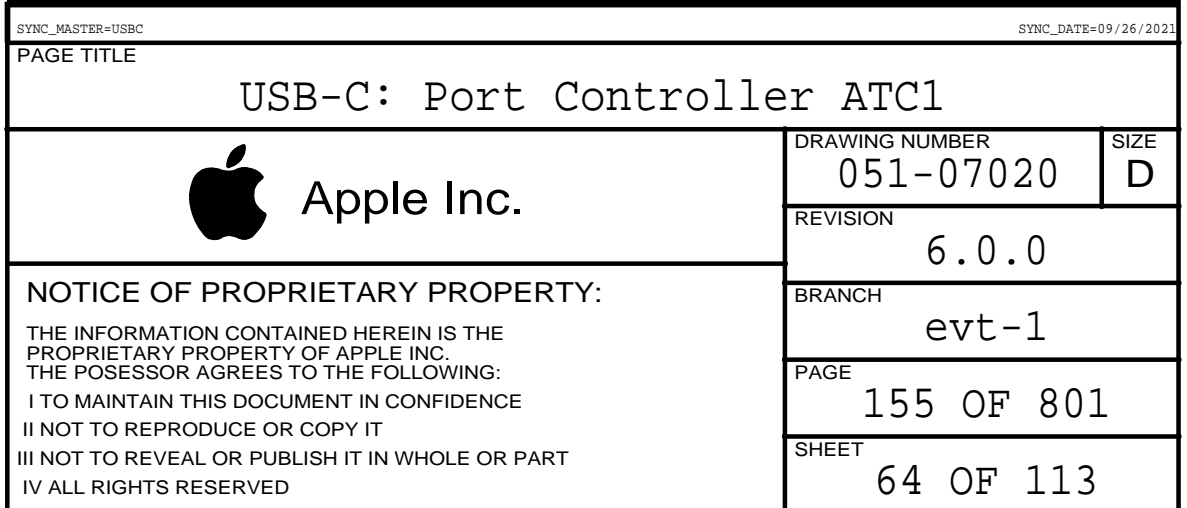 SYNC_MASTER=USBC
SYNC_DATE=09/26/2021
PAGE TITLE
USB-C: Port Controller ATC1
Apple Inc.
DRAWING NUMBER
051-07020
SIZE
D
REVISION
6.0.0
NOTICE OF PROPRIETARY PROPERTY:
THE INFORMATION CONTAINED HEREIN IS THE
PROPRIETARY PROPERTY OF APPLE INC.
THE POSESSOR AGREES TO THE FOLLOWING:
I TO MAINTAIN THIS DOCUMENT IN CONFIDENCE
II NOT TO REPRODUCE OR COPY IT
III NOT TO REVEAL OR PUBLISH IT IN WHOLE OR PART
IV ALL RIGHTS RESERVED
BRANCH
evt-1
PAGE
155 OF 801
SHEET
64 OF 113